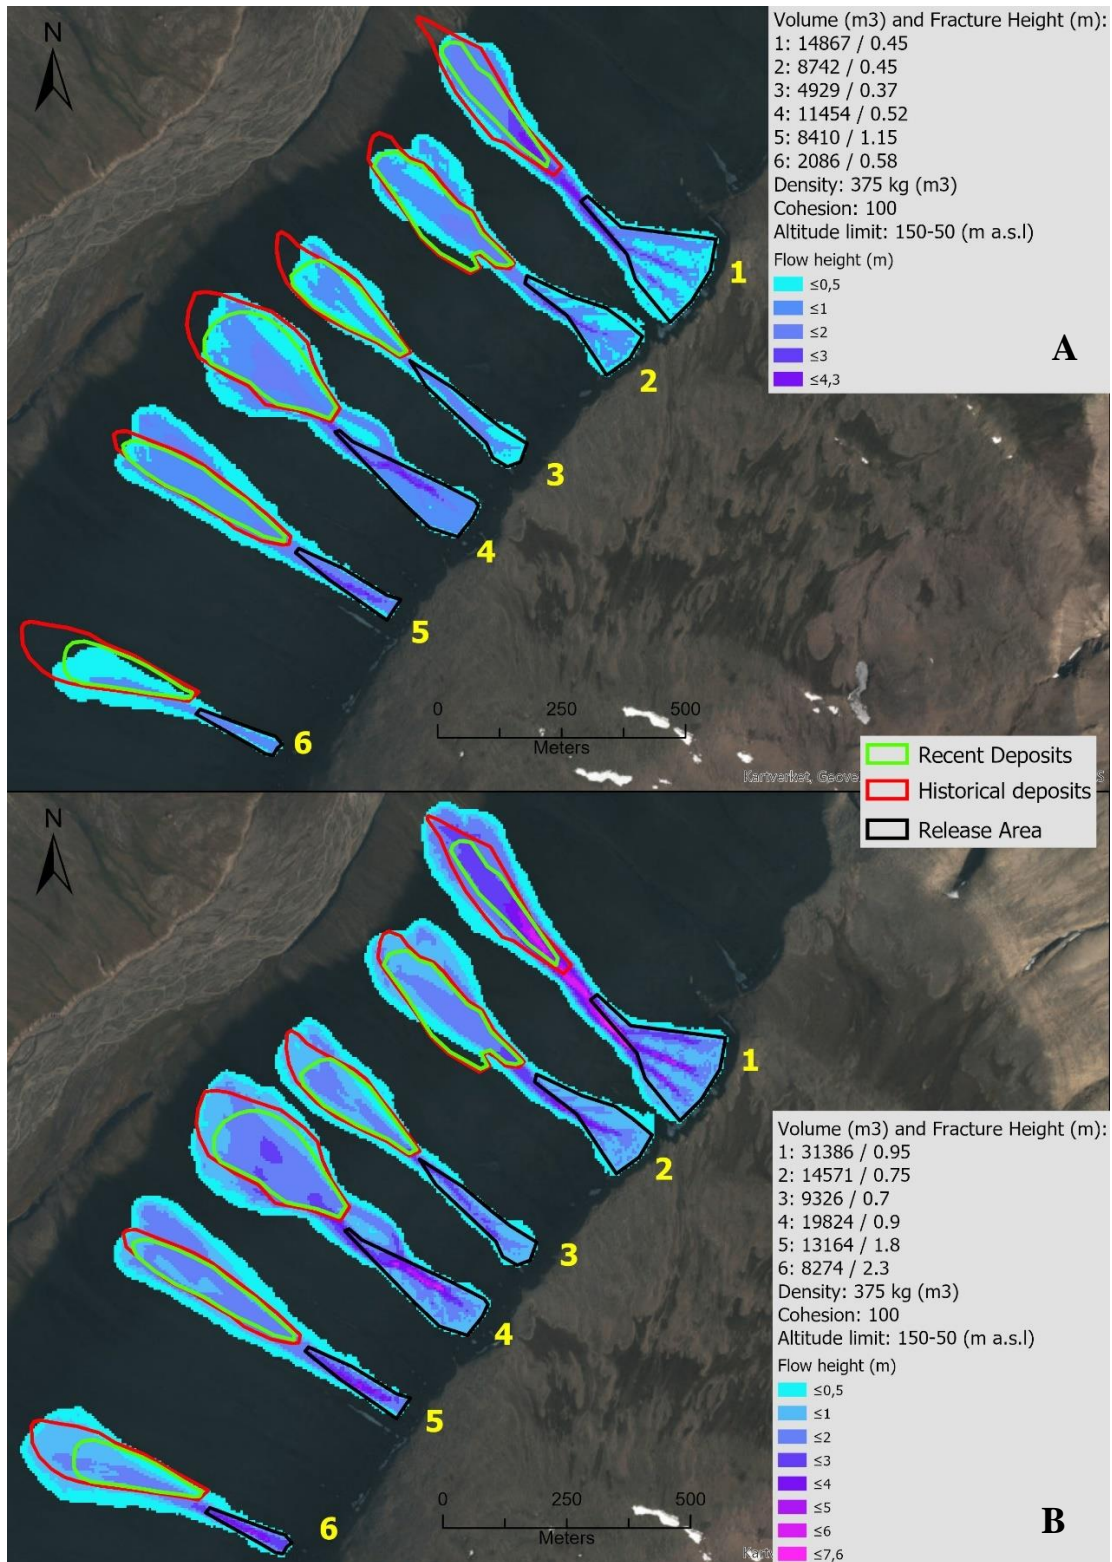 N
Volume (m3) and Fracture Height (m):
1: 14867 / 0.45
2: 8742 / 0.45
3: 4929 / 0.37
4: 11454 / 0.52
5: 8410 / 1.15
6: 2086 / 0.58
Density: 375 kg (m3)
Cohesion: 100
Altitude limit: 150-50 (m a.s.l)
Flow height (m)
≤0,5
≤1
≤2
≤3
≤4,3
A
1
2
3
4
5
6
0 250 500
Meters
Kartverket, Geove
S
Recent Deposits
Historical deposits
Release Area
N
Volume (m3) and Fracture Height (m):
1: 31386 / 0.95
2: 14571 / 0.75
3: 9326 / 0.7
4: 19824 / 0.9
5: 13164 / 1.8
6: 8274 / 2.3
Density: 375 kg (m3)
Cohesion: 100
Altitude limit: 150-50 (m a.s.l)
Flow height (m)
≤0,5
≤1
≤2
≤3
≤4
≤5
≤6
≤7,6
B
1
2
3
4
5
6
0 250 500
Meters
Kart